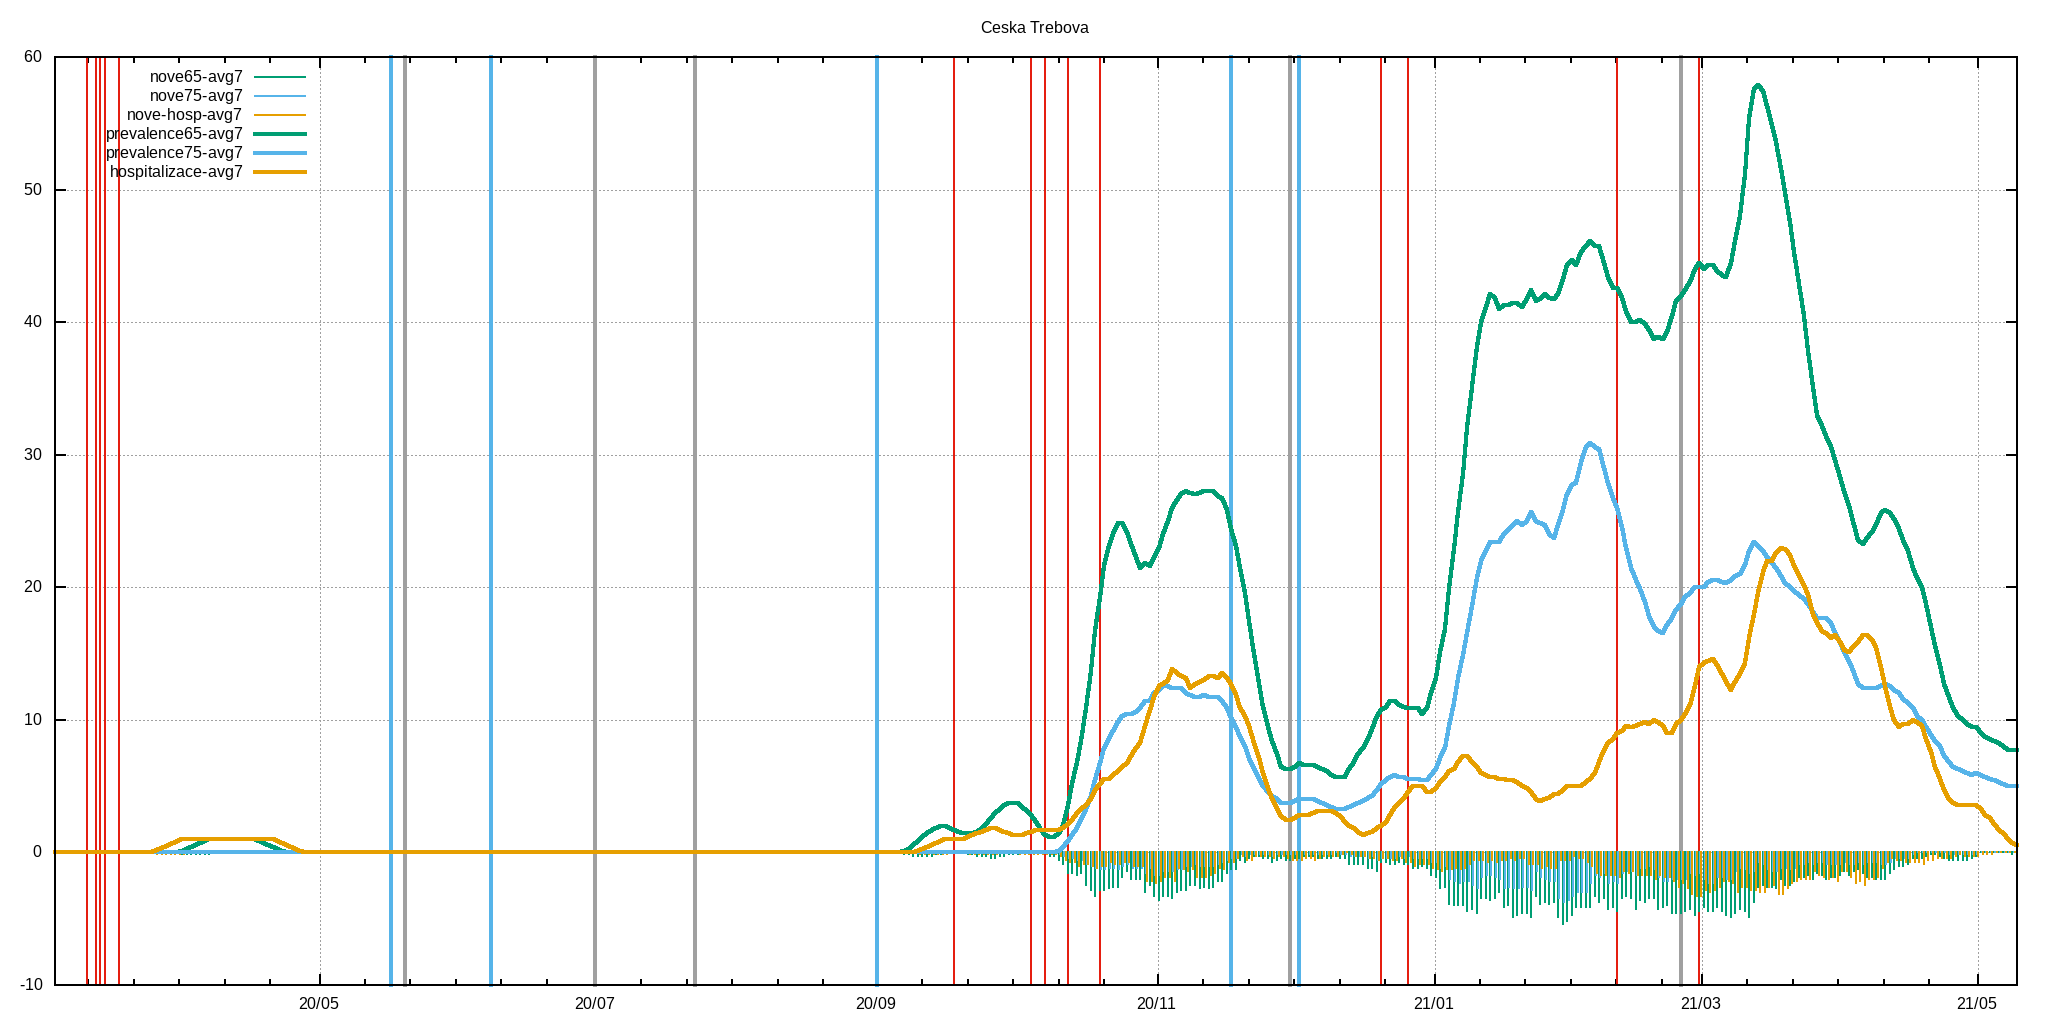 Ceska Trebova
60
50
40
30
20
10
0
-10
nove65-avg7
nove75-avg7
nove-hosp-avg7
prevalence65-avg7
prevalence75-avg7
hospitalizace-avg7
20/05
20/07
20/09
20/11
21/01
21/03
21/05